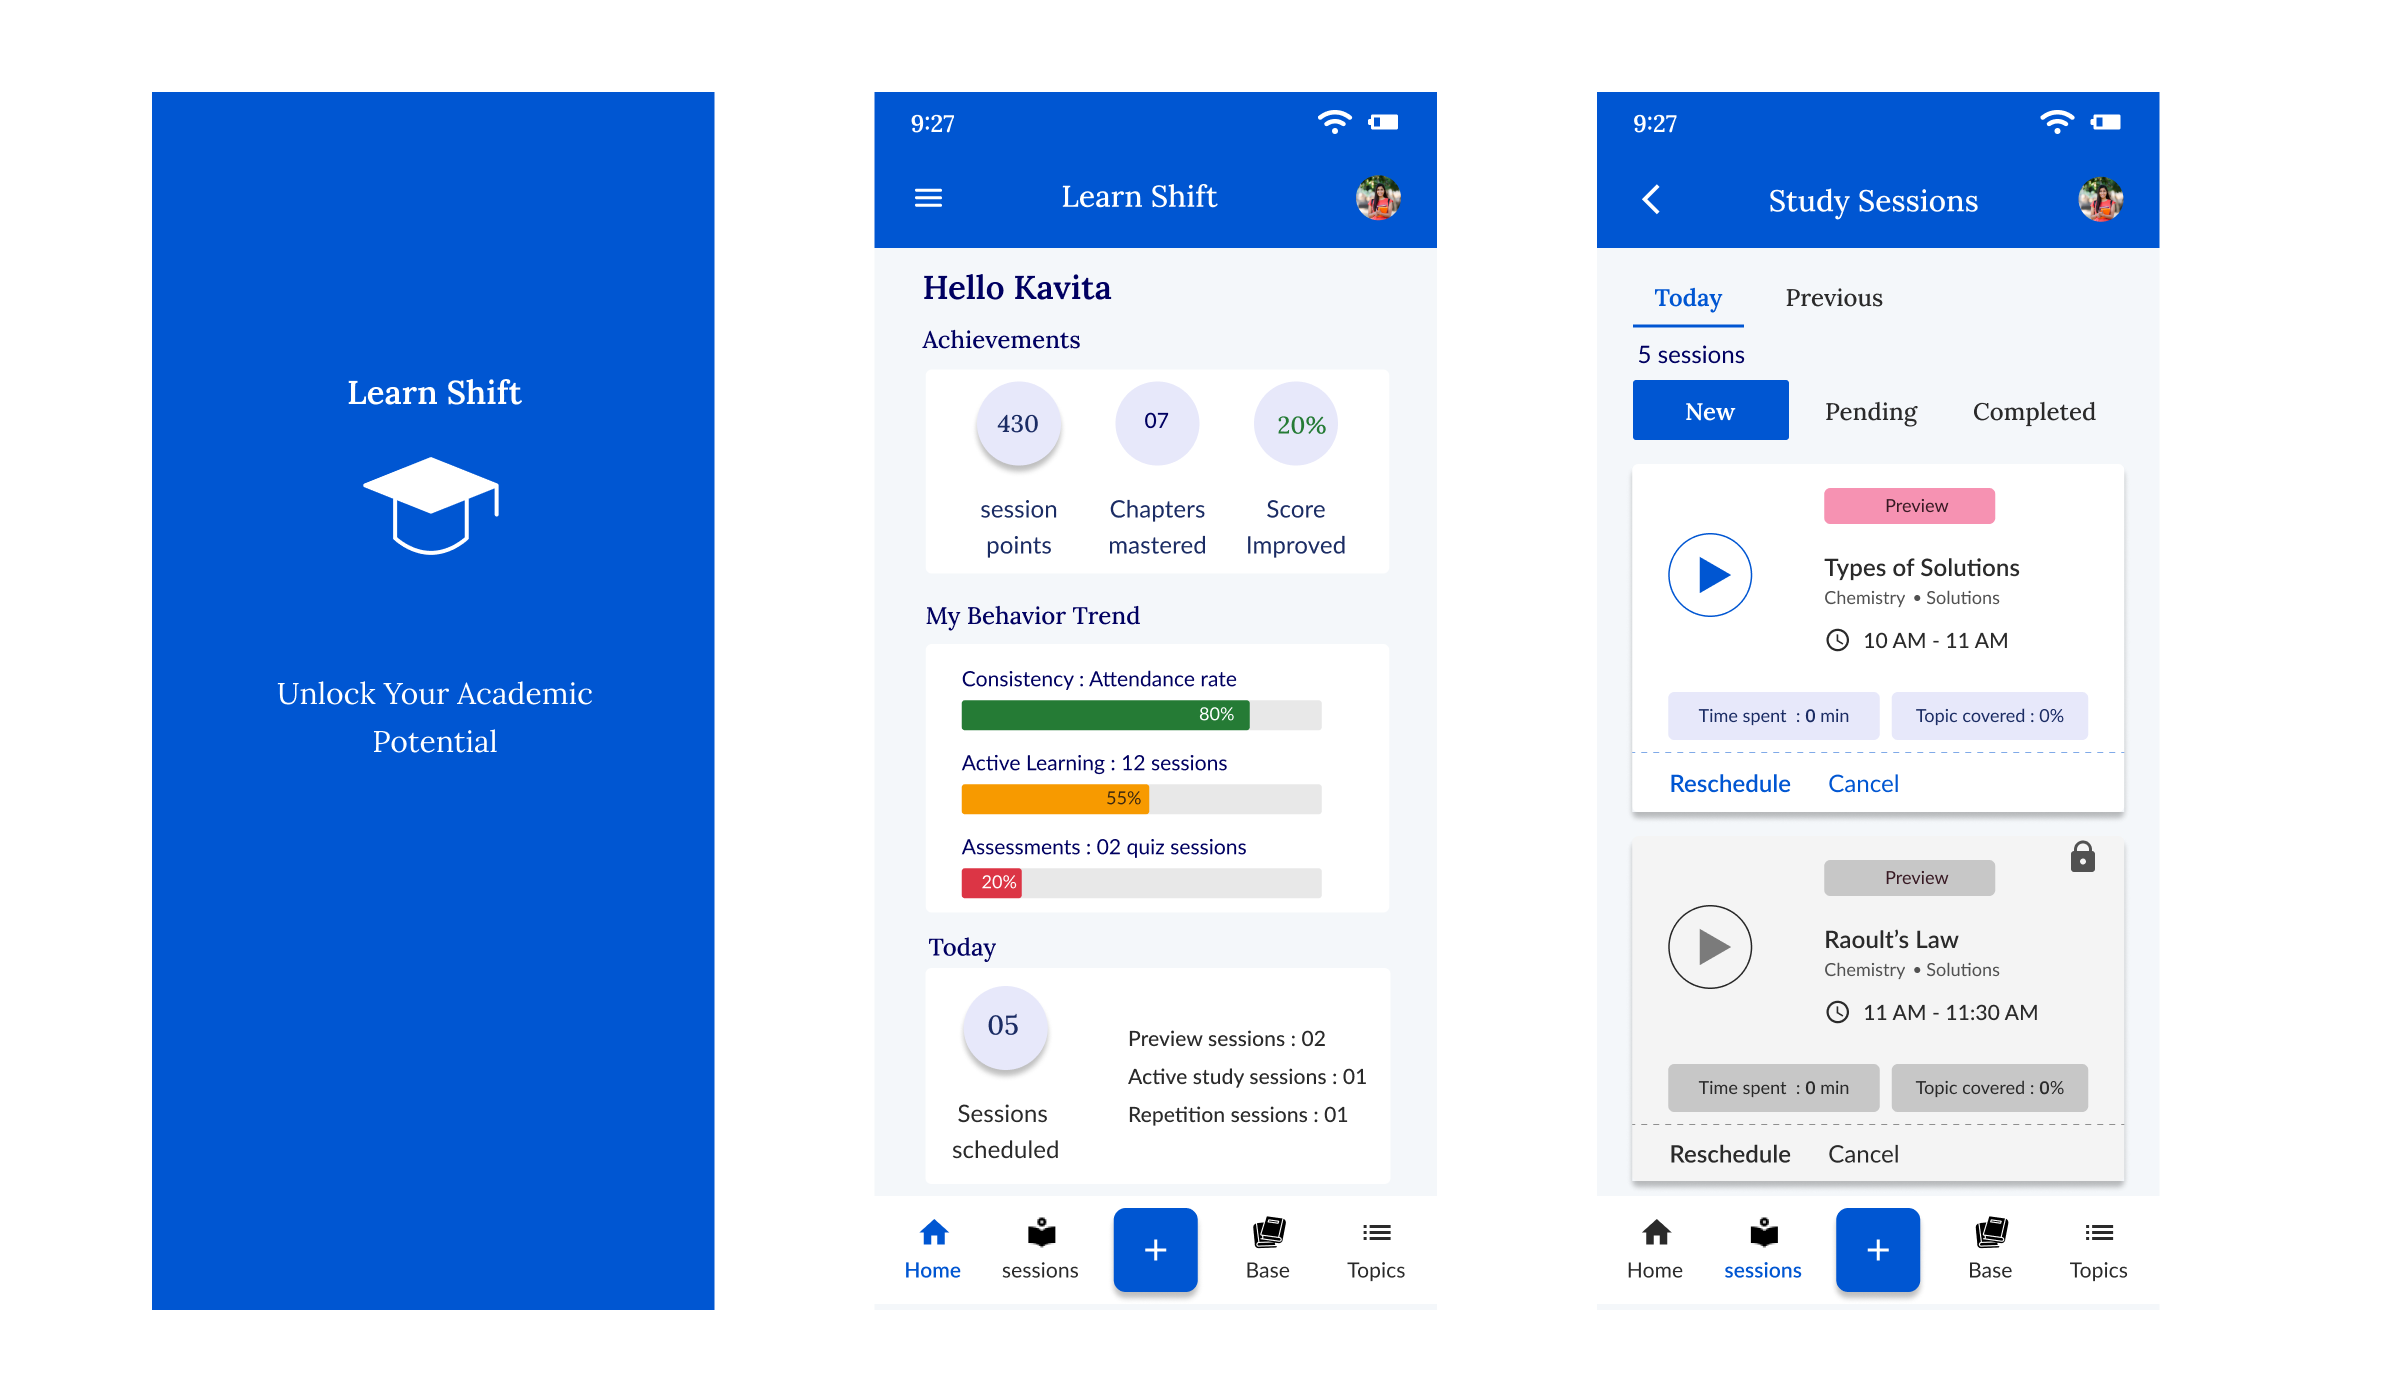 Learn Shift
Unlock Your Academic
Potential
9:27
Learn Shift
Hello Kavita
Achievements
430
07
20%
session
points
Chapters
mastered
Score
Improved
My Behavior Trend
Consistency : Attendance rate
80%
Active Learning : 12 sessions
55%
Assessments : 02 quiz sessions
20%
Today
05
Sessions
scheduled
Preview sessions : 02
Active study sessions : 01
Repetition sessions : 01
Home
sessions
+
Base
Topics
9:27
Study Sessions
Today
Previous
5 sessions
New
Pending
Completed
Preview
Types of Solutions
Chemistry • Solutions
10 AM - 11 AM
Time spent : 0 min
Topic covered : 0%
Reschedule
Cancel
Preview
Raoult’s Law
Chemistry • Solutions
11 AM - 11:30 AM
Time spent : 0 min
Topic covered : 0%
Reschedule
Cancel
Home
sessions
+
Base
Topics